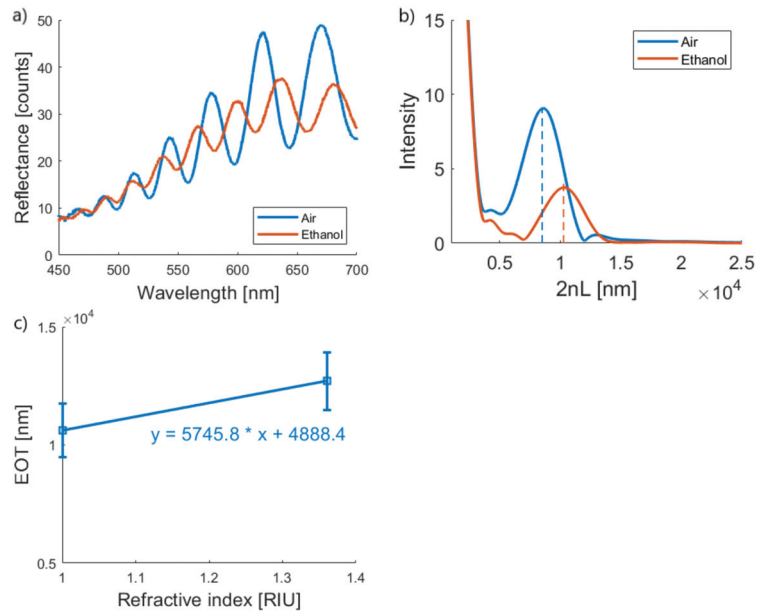 a)
50
40
30
20
10
0
Reflectance [counts]
Air
Ethanol
450 500 550 600 650 700
Wavelength [nm]
b)
15
10
5
0
Intensity
Air
Ethanol
0.5 1 1.5 2 2.5
2nL [nm]
× 10^4
c)
×10^4
1.5
1
0.5
EOT [nm]
y = 5745.8 * x + 4888.4
1 1.1 1.2 1.3 1.4
Refractive index [RIU]